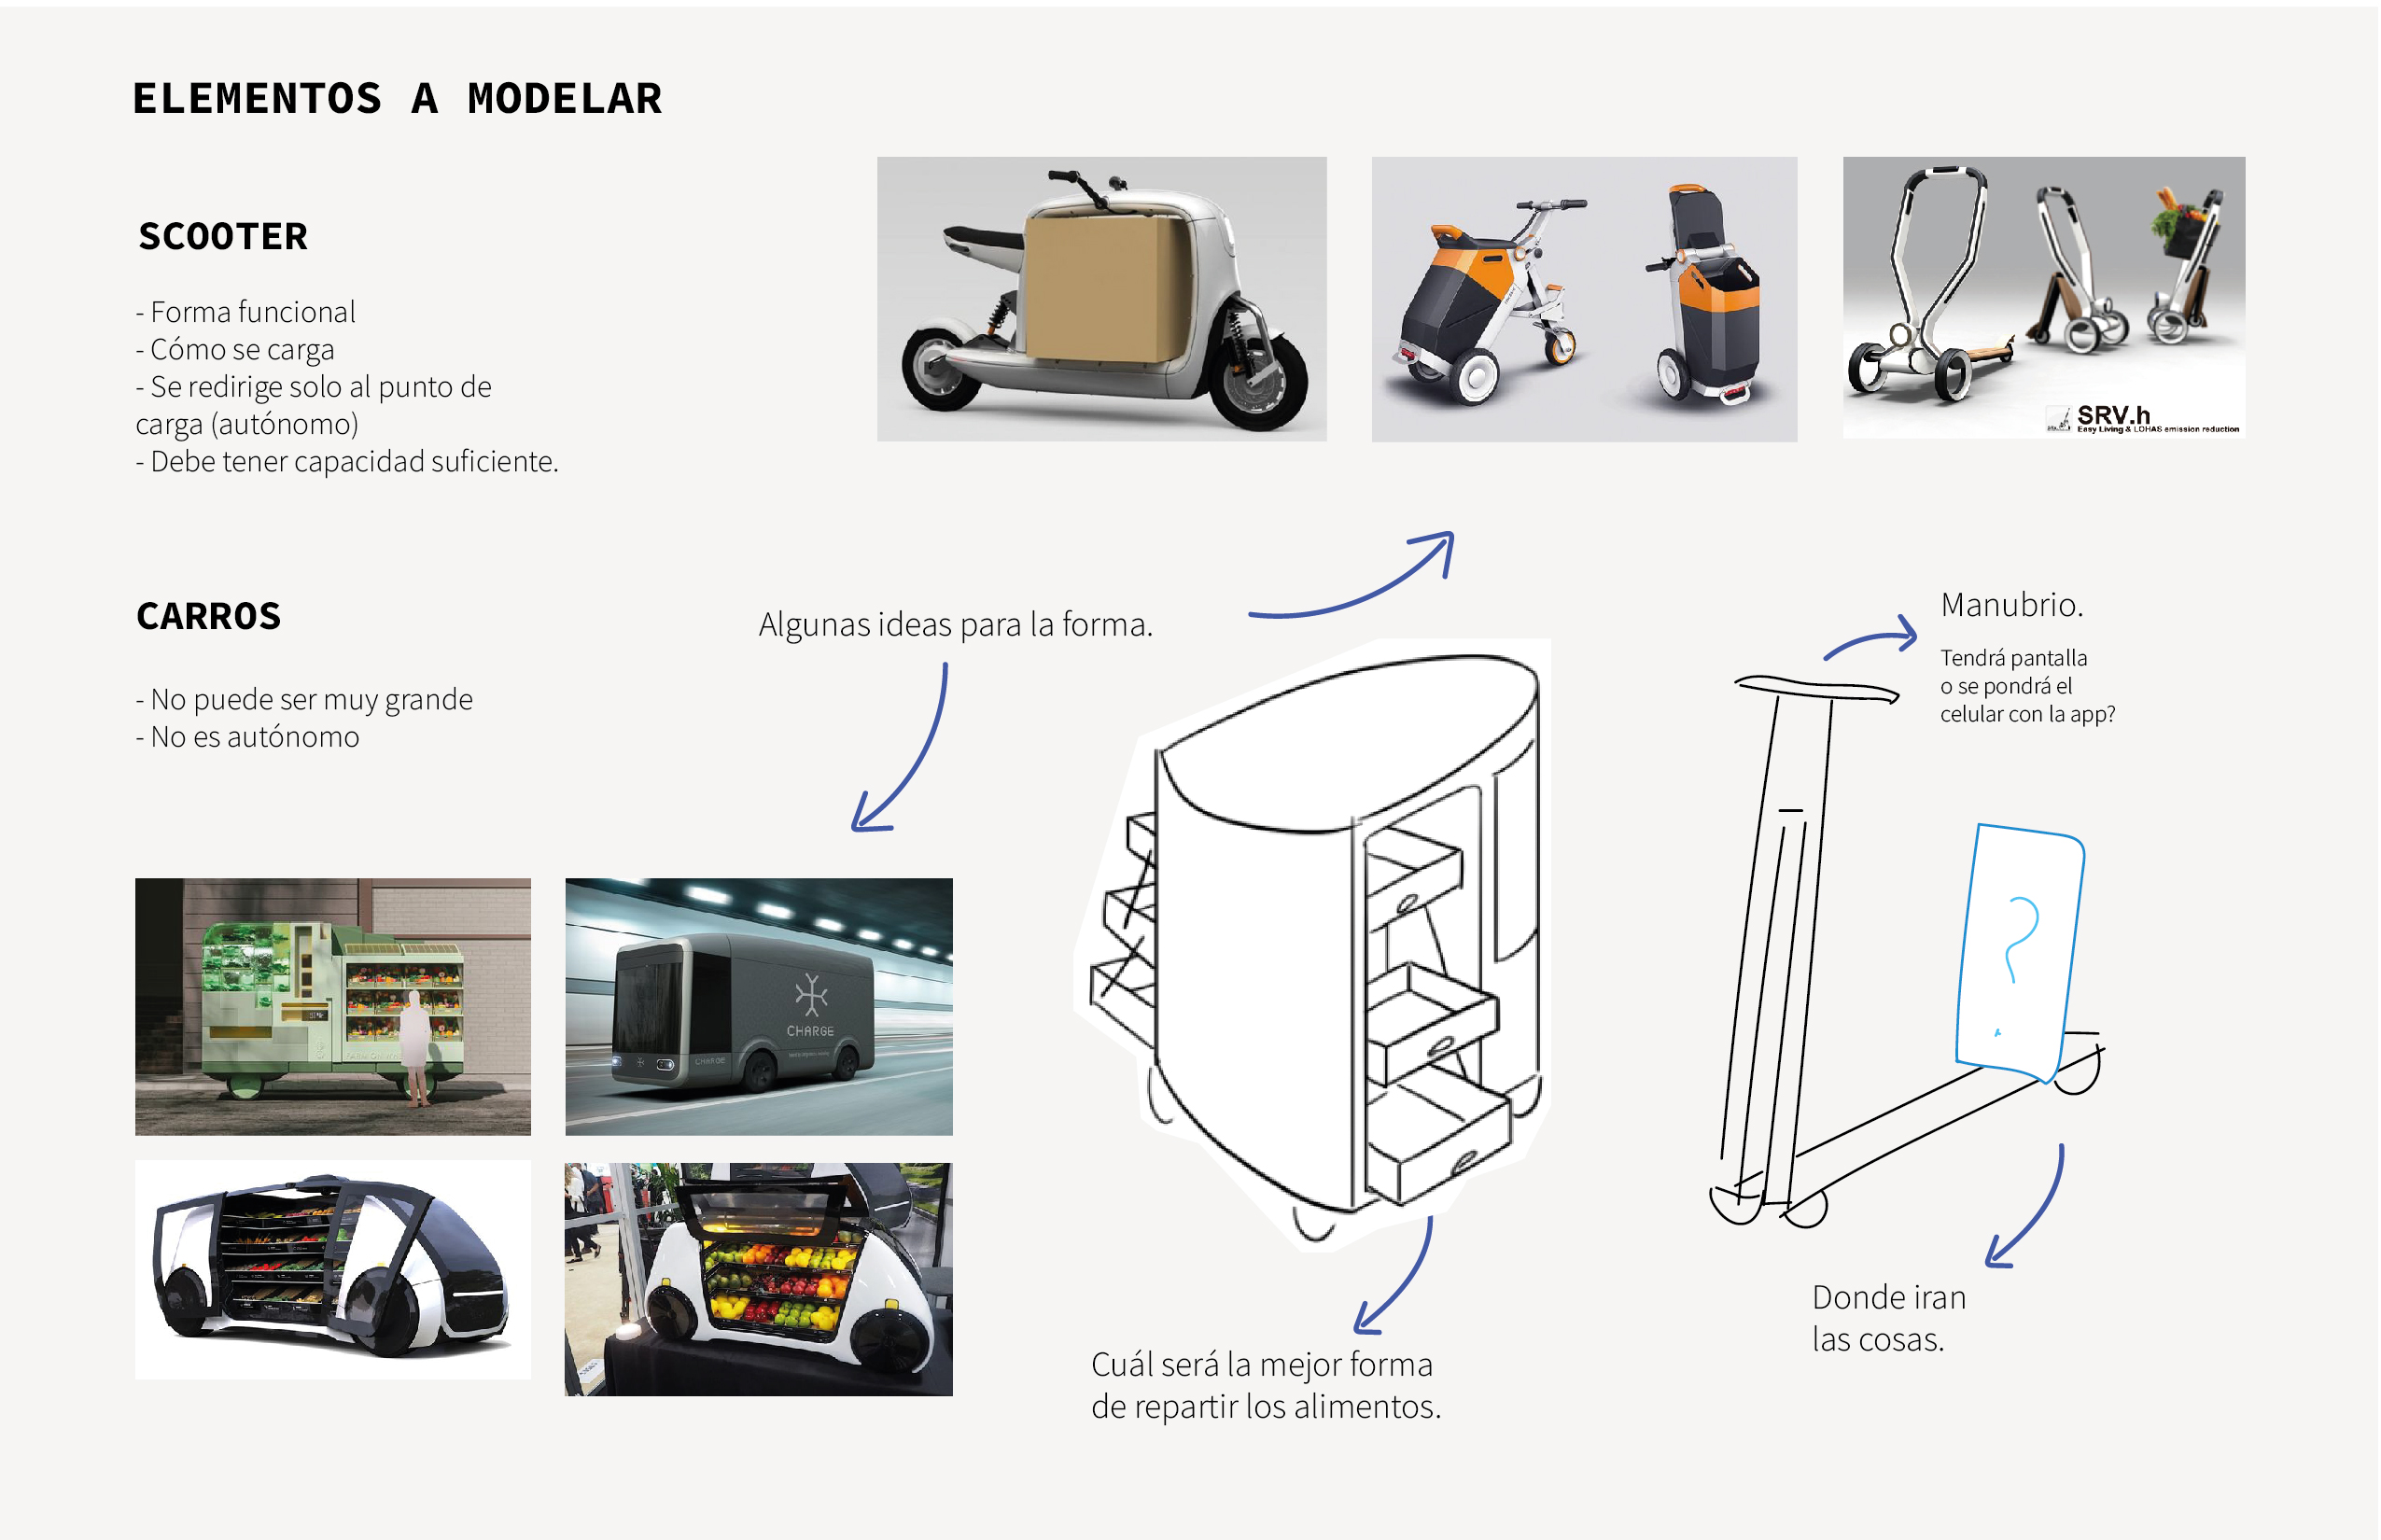 ELEMENTOS A MODELAR
SCOOTER
- Forma funcional
- Cómo se carga
- Se redirige solo al punto de
carga (autónomo)
- Debe tener capacidad suficiente.
SRV.h
Easy Living & LOHAS emission reduction
CARROS
- No puede ser muy grande
- No es autónomo
Algunas ideas para la forma.
Manubrio.
Tendrá pantalla
o se pondrá el
celular con la app?
CHARGE
CHARGE
?
Cuál será la mejor forma
de repartir los alimentos.
Donde iran
las cosas.